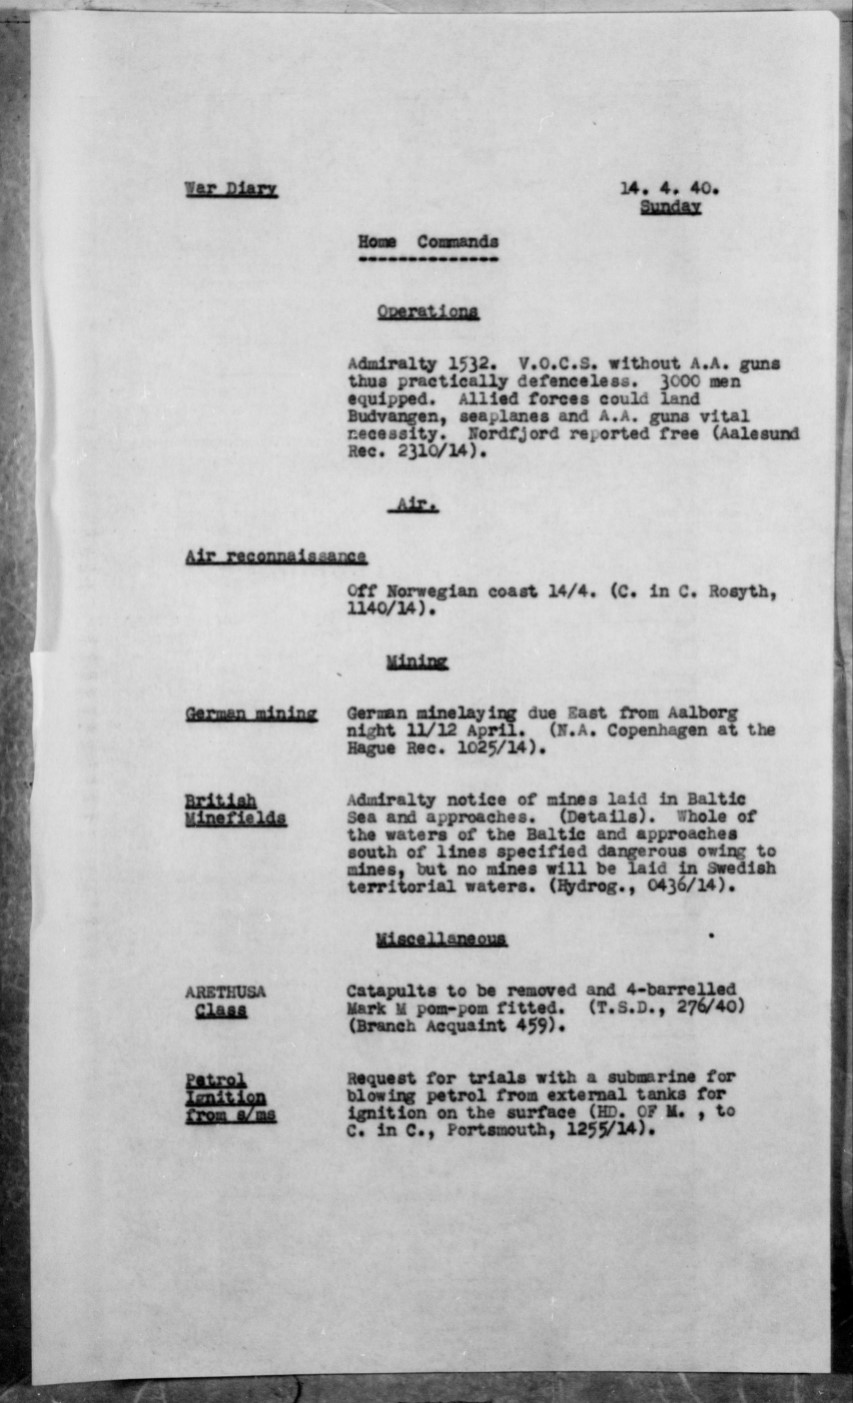 War Diary
14. 4. 40.
Sunday
Home Commands
--------------
Operations
Admiralty 1532. V.O.C.S. without A.A. guns
thus practically defenceless. 3000 men
equipped. Allied forces could land
Budvangen, seaplanes and A.A. guns vital
necessity. Nordfjord reported free (Aalesund
Rec. 2310/14).
Air.
Air reconnaissance
Off Norwegian coast 14/4. (C. in C. Rosyth,
1140/14).
Mining
German mining
German minelaying due East from Aalborg
night 11/12 April. (N.A. Copenhagen at the
Hague Rec. 1025/14).
British
Minefields
Admiralty notice of mines laid in Baltic
Sea and approaches. (Details). Whole of
the waters of the Baltic and approaches
south of lines specified dangerous owing to
mines, but no mines will be laid in Swedish
territorial waters. (Hydrog., 0436/14).
Miscellaneous
ARETHUSA
Class
Catapults to be removed and 4-barrelled
Mark M pom-pom fitted. (T.S.D., 276/40)
(Branch Acquaint 459).
Petrol
Ignition
from s/ms
Request for trials with a submarine for
blowing petrol from external tanks for
ignition on the surface (HD. OF M. , to
C. in C., Portsmouth, 1255/14).